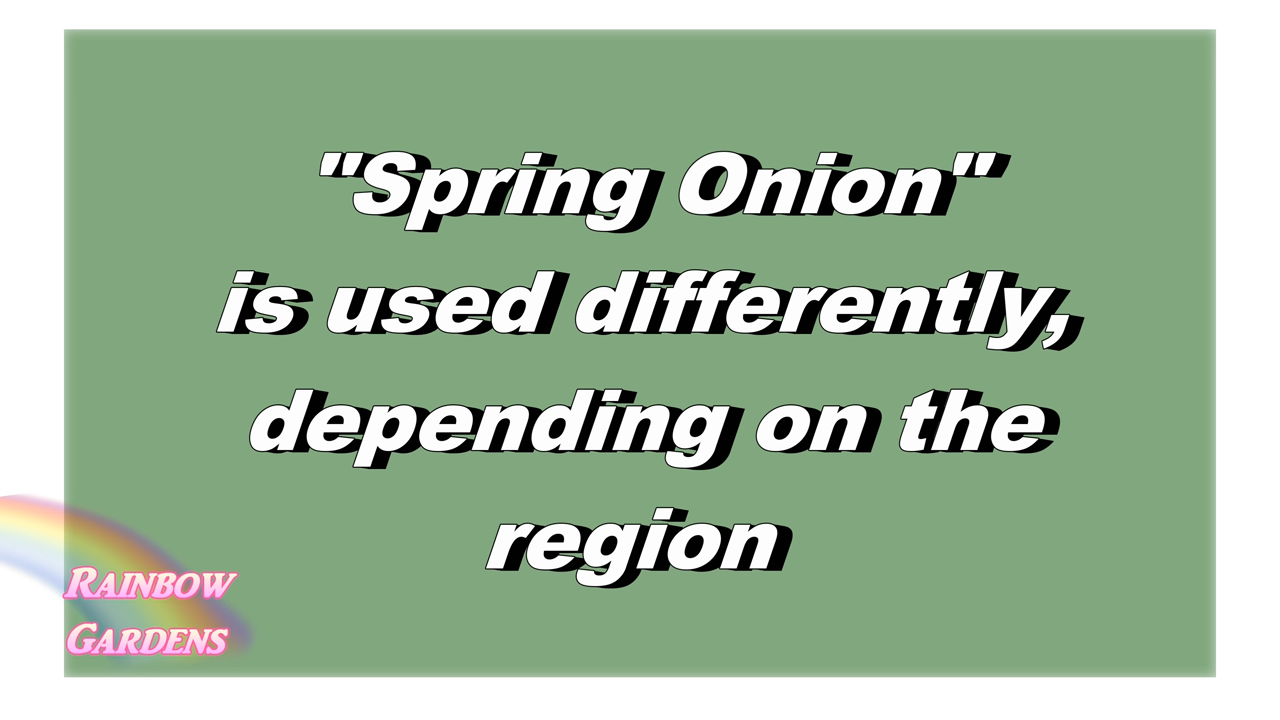 "Spring Onion"
is used differently,
depending on the
region
Rainbow
Gardens